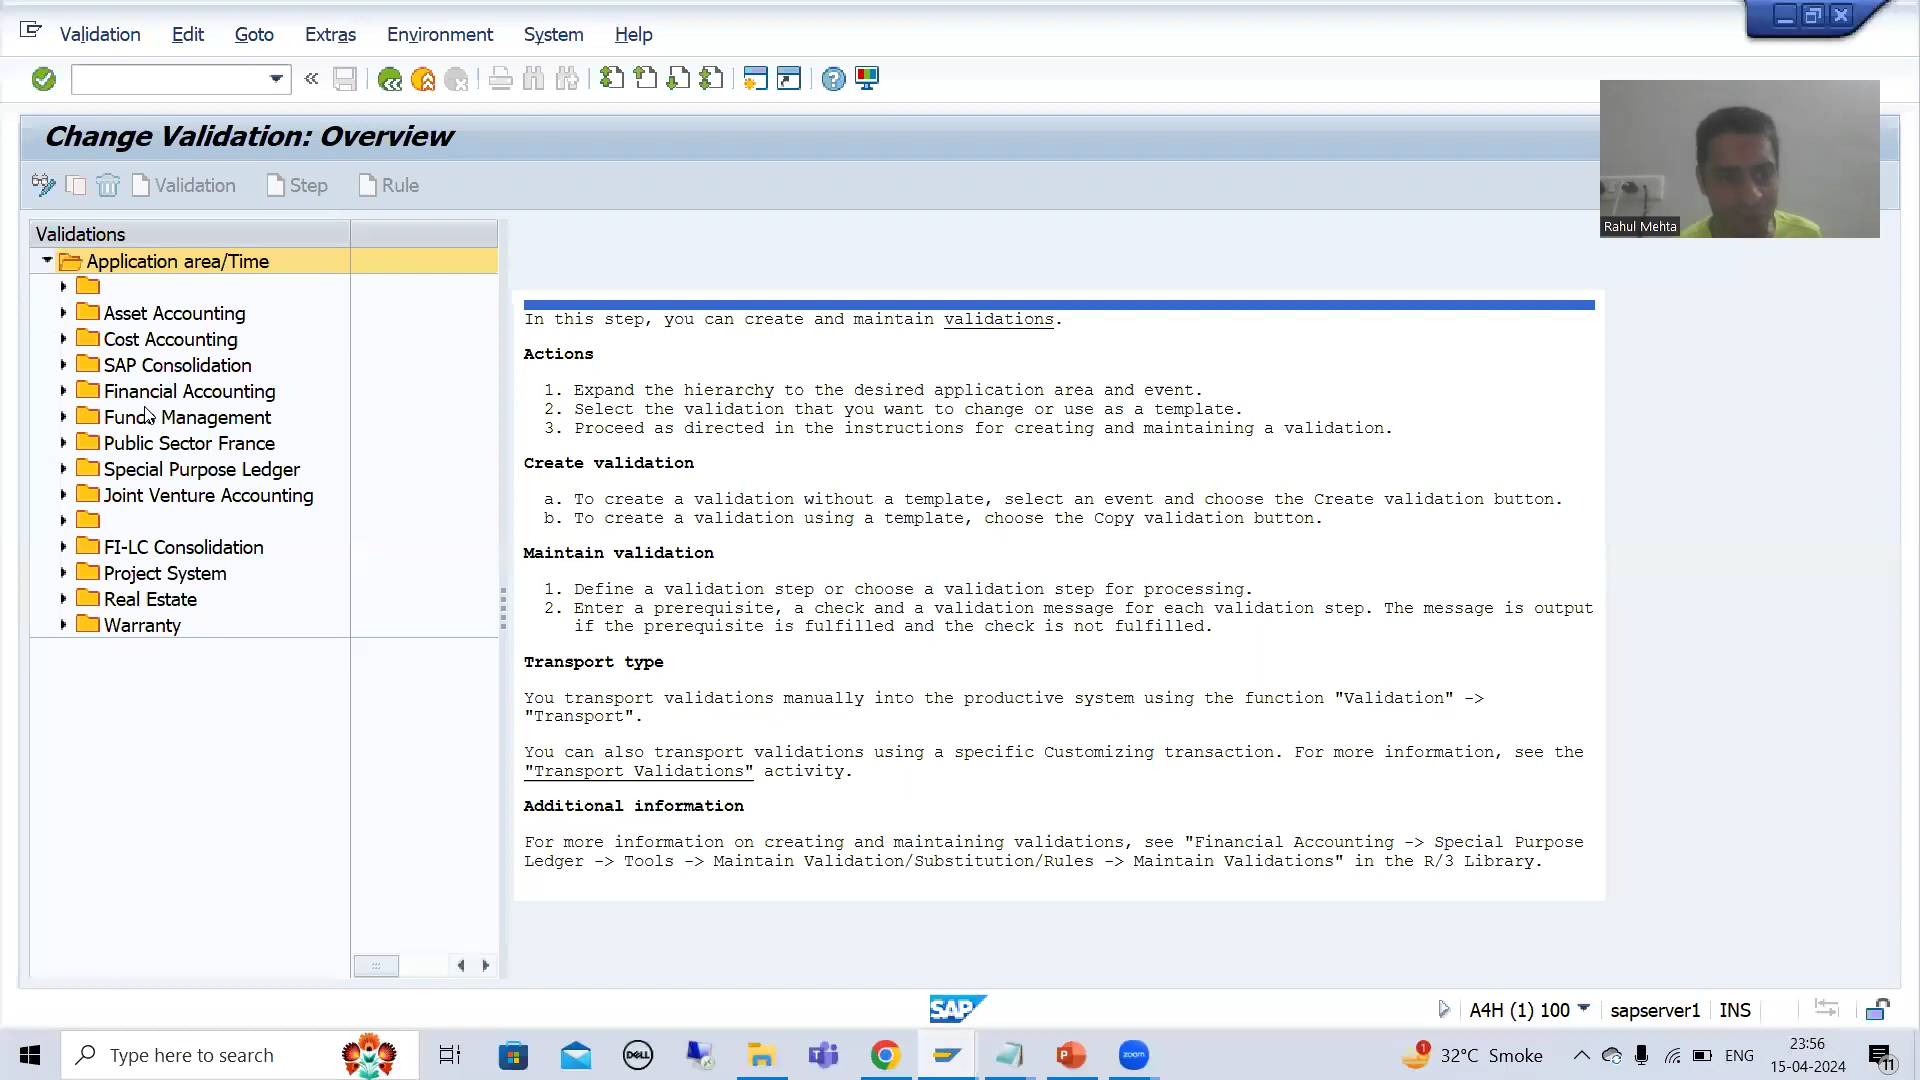 Validation Edit Goto Extras Environment System Help
Change Validation: Overview
Validation Step Rule
Rahul Mehta
Validations
Application area/Time
Asset Accounting
Cost Accounting
SAP Consolidation
Financial Accounting
Funds Management
Public Sector France
Special Purpose Ledger
Joint Venture Accounting
FI-LC Consolidation
Project System
Real Estate
Warranty
In this step, you can create and maintain validations.
Actions
1. Expand the hierarchy to the desired application area and event.
2. Select the validation that you want to change or use as a template.
3. Proceed as directed in the instructions for creating and maintaining a validation.
Create validation
a. To create a validation without a template, select an event and choose the Create validation button.
b. To create a validation using a template, choose the Copy validation button.
Maintain validation
1. Define a validation step or choose a validation step for processing.
2. Enter a prerequisite, a check and a validation message for each validation step. The message is output
if the prerequisite is fulfilled and the check is not fulfilled.
Transport type
You transport validations manually into the productive system using the function "Validation" ->
"Transport".
You can also transport validations using a specific Customizing transaction. For more information, see the
"Transport Validations" activity.
Additional information
For more information on creating and maintaining validations, see "Financial Accounting -> Special Purpose
Ledger -> Tools -> Maintain Validation/Substitution/Rules -> Maintain Validations" in the R/3 Library.
SAP
A4H (1) 100 sapserver1 INS
Type here to search
DELL
zoom
1
32°C Smoke
ENG
23:56
15-04-2024
11